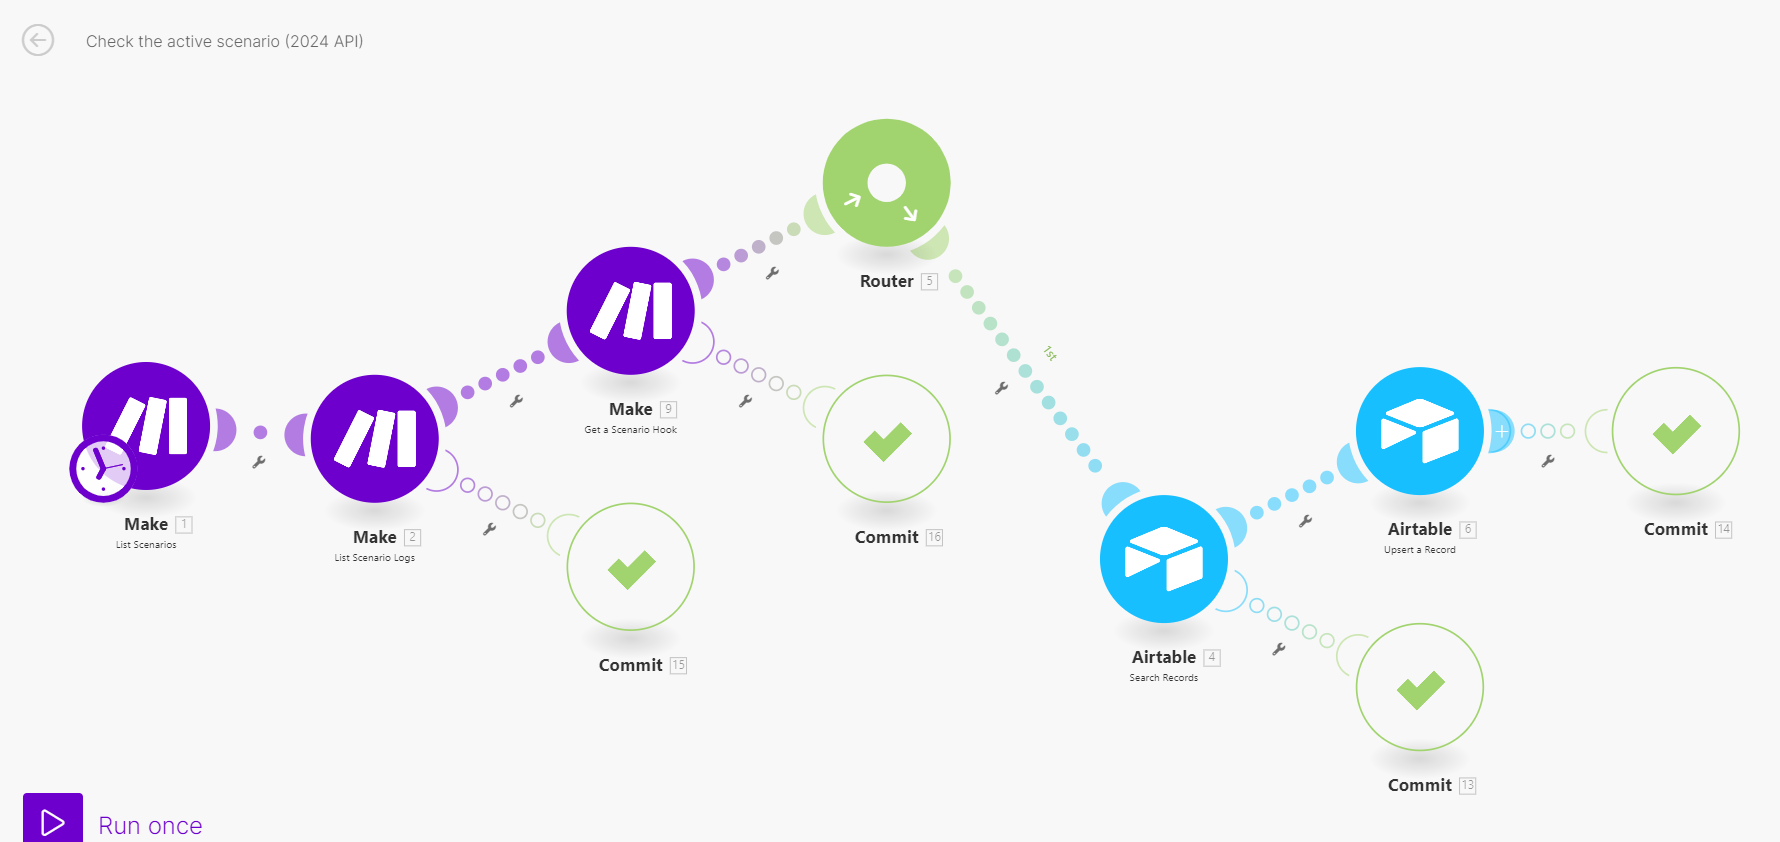 Check the active scenario (2024 API)
Router 5
1st
Make 9
Get a Scenario Hook
Make 1
List Scenarios
Make 2
List Scenario Logs
Commit 16
Airtable 6
Upsert a Record
Commit 14
Commit 15
Airtable 4
Search Records
Commit 13
Run once